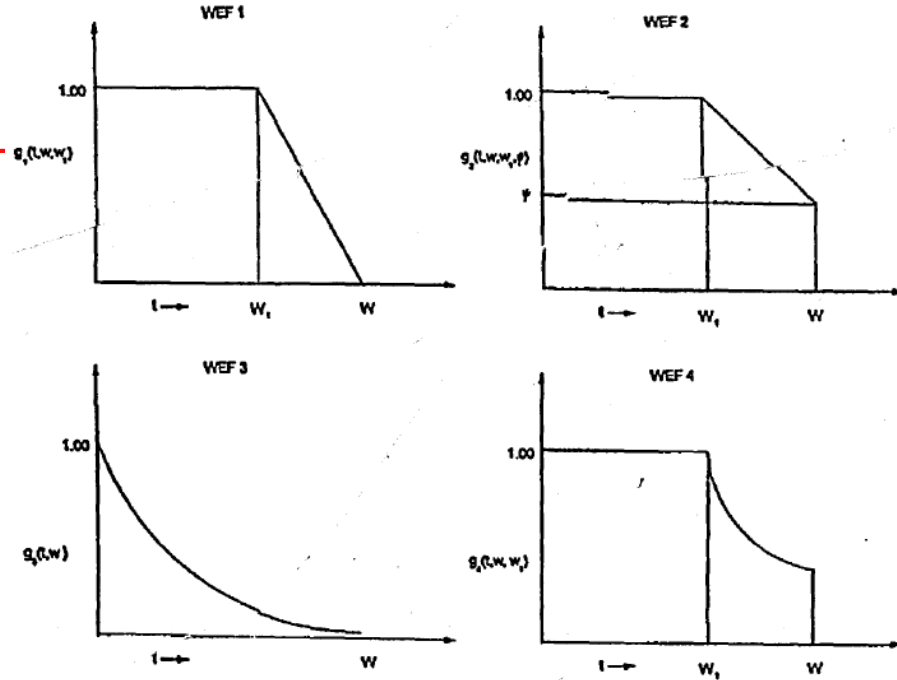 WEF 1
1.00
g₁(t,w,w₁)
t → W₁ W
WEF 2
1.00
g₂(t,w,w₁,φ)
t → W₁ W
WEF 3
1.00
g₃(t,w)
t → W
WEF 4
1.00
g₄(t,w,w₁)
t → W₁ W